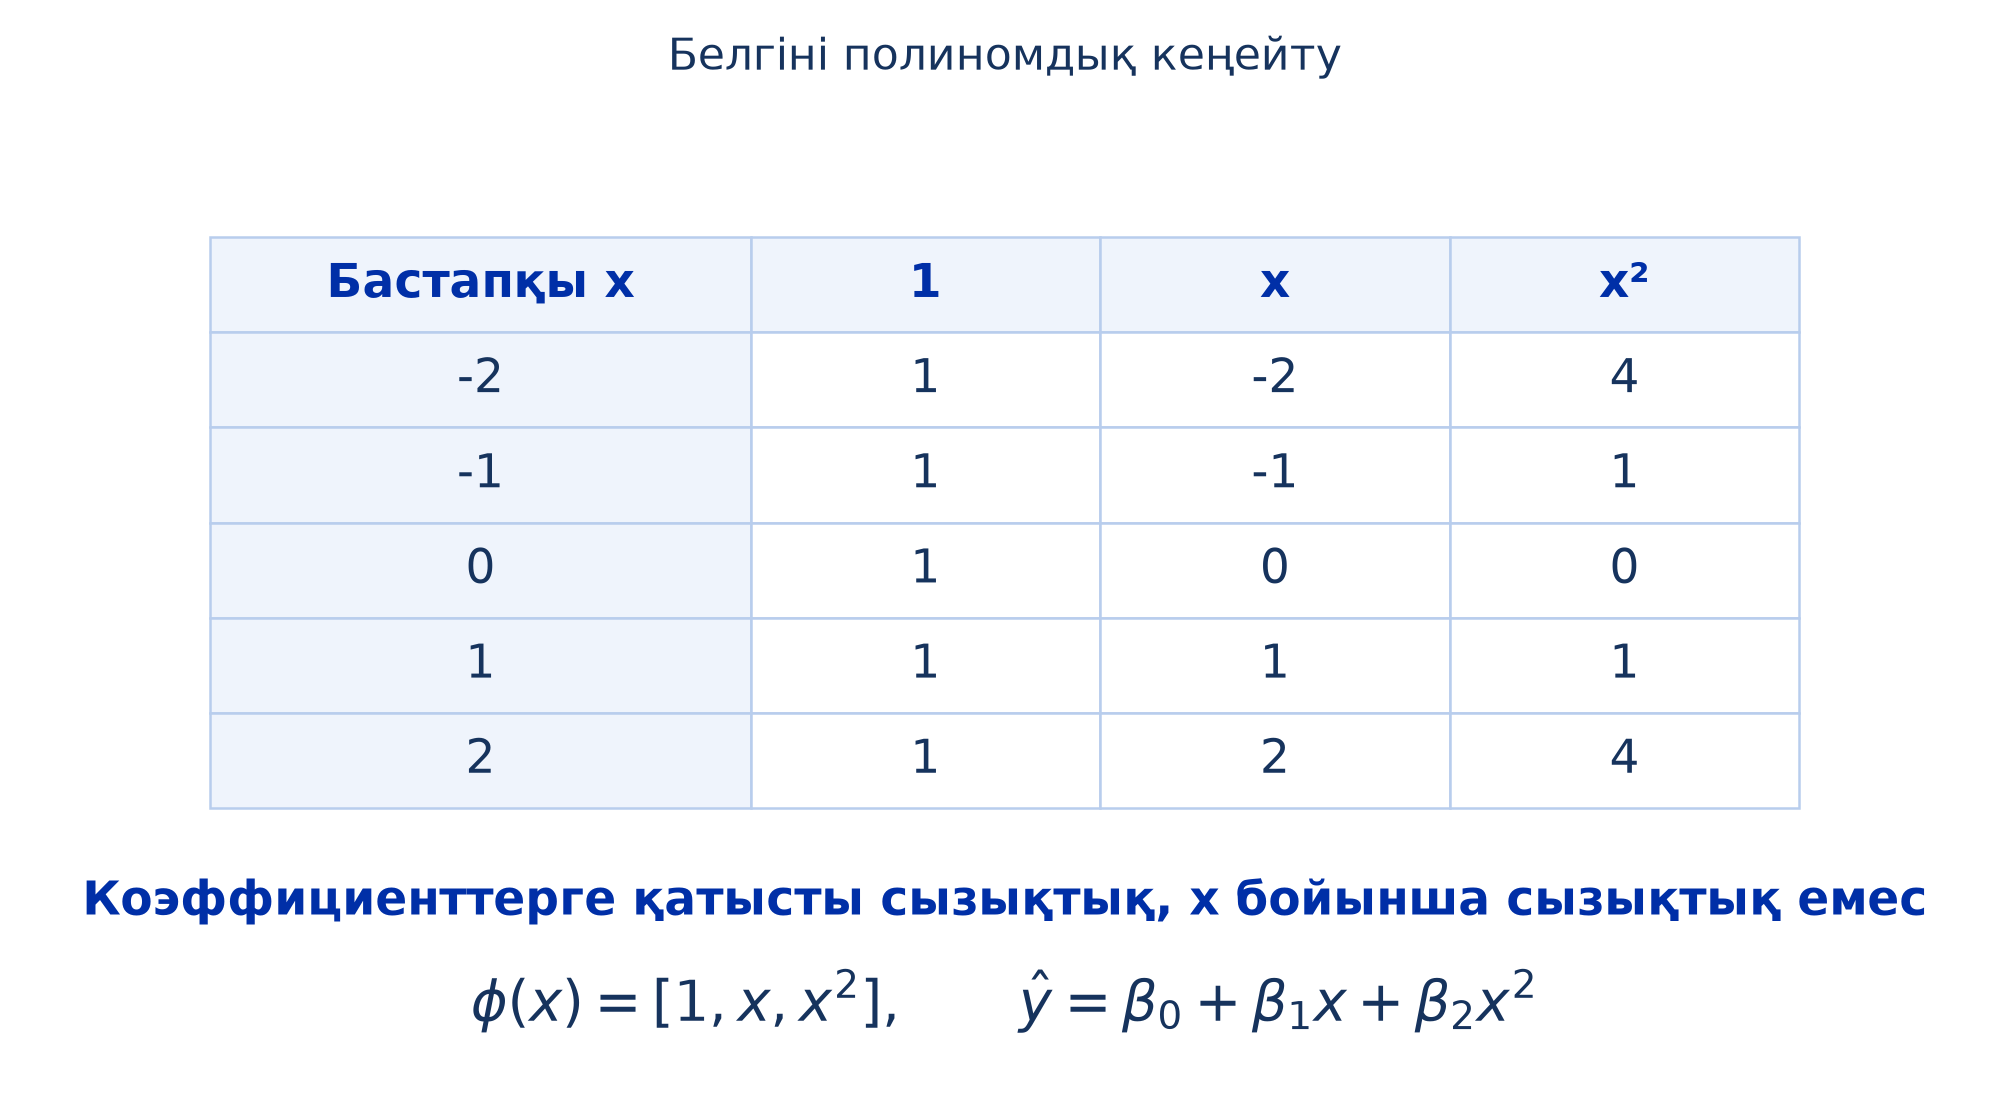 Белгіні полиномдық кеңейту
Бастапқы x 1 x x²
-2 1 -2 4
-1 1 -1 1
0 1 0 0
1 1 1 1
2 1 2 4
Коэффициенттерге қатысты сызықтық, x бойынша сызықтық емес
ϕ(x) = [1, x, x²], ŷ = β₀ + β₁x + β₂x²